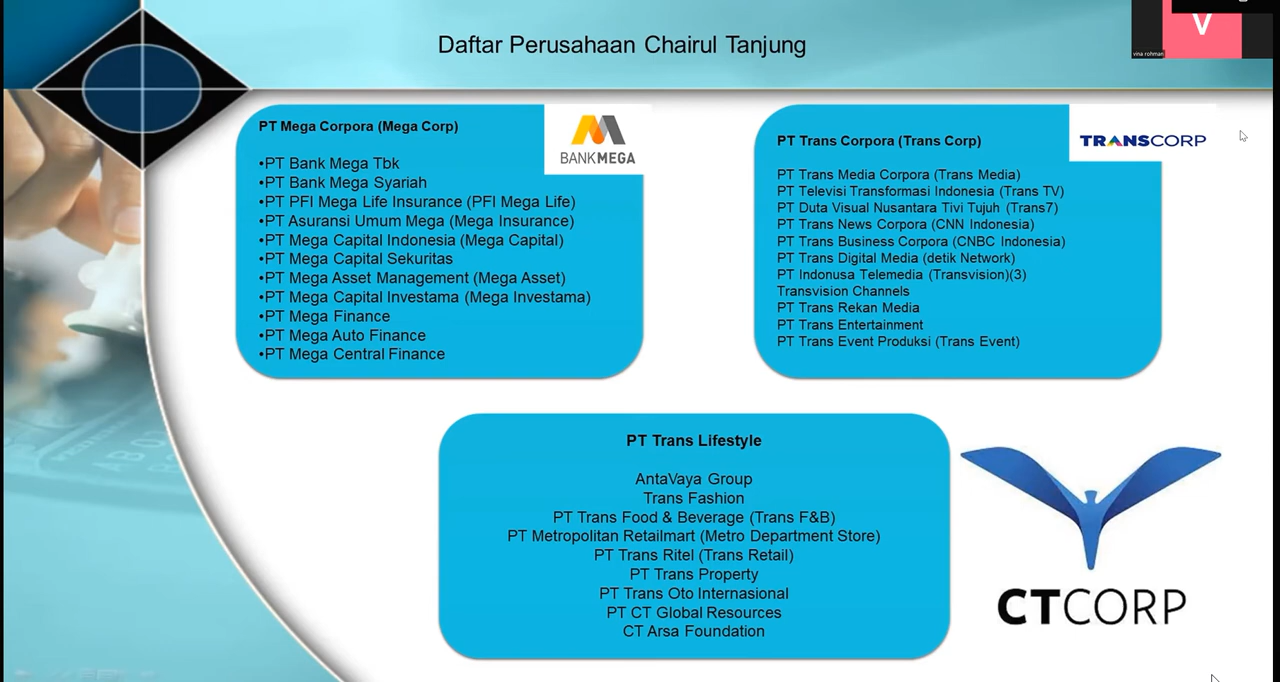 Daftar Perusahaan Chairul Tanjung
V
vina rohman
PT Mega Corpora (Mega Corp)
BANKMEGA
•PT Bank Mega Tbk
•PT Bank Mega Syariah
•PT PFI Mega Life Insurance (PFI Mega Life)
•PT Asuransi Umum Mega (Mega Insurance)
•PT Mega Capital Indonesia (Mega Capital)
•PT Mega Capital Sekuritas
•PT Mega Asset Management (Mega Asset)
•PT Mega Capital Investama (Mega Investama)
•PT Mega Finance
•PT Mega Auto Finance
•PT Mega Central Finance
PT Trans Corpora (Trans Corp)
TRANSCORP
PT Trans Media Corpora (Trans Media)
PT Televisi Transformasi Indonesia (Trans TV)
PT Duta Visual Nusantara Tivi Tujuh (Trans7)
PT Trans News Corpora (CNN Indonesia)
PT Trans Business Corpora (CNBC Indonesia)
PT Trans Digital Media (detik Network)
PT Indonusa Telemedia (Transvision)(3)
Transvision Channels
PT Trans Rekan Media
PT Trans Entertainment
PT Trans Event Produksi (Trans Event)
PT Trans Lifestyle
AntaVaya Group
Trans Fashion
PT Trans Food & Beverage (Trans F&B)
PT Metropolitan Retailmart (Metro Department Store)
PT Trans Ritel (Trans Retail)
PT Trans Property
PT Trans Oto Internasional
PT CT Global Resources
CT Arsa Foundation
CTCORP